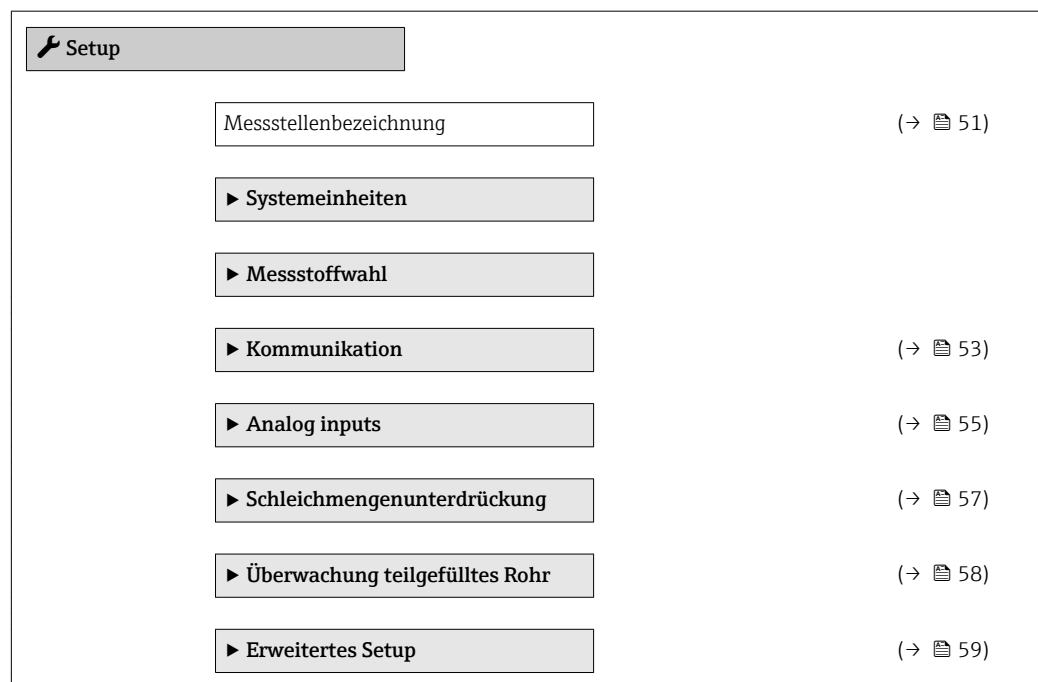 Setup
Messstellenbezeichnung (→ 51)
▶ Systemeinheiten
▶ Messstoffwahl
▶ Kommunikation (→ 53)
▶ Analog inputs (→ 55)
▶ Schleichmengenunterdrückung (→ 57)
▶ Überwachung teilgefülltes Rohr (→ 58)
▶ Erweitertes Setup (→ 59)